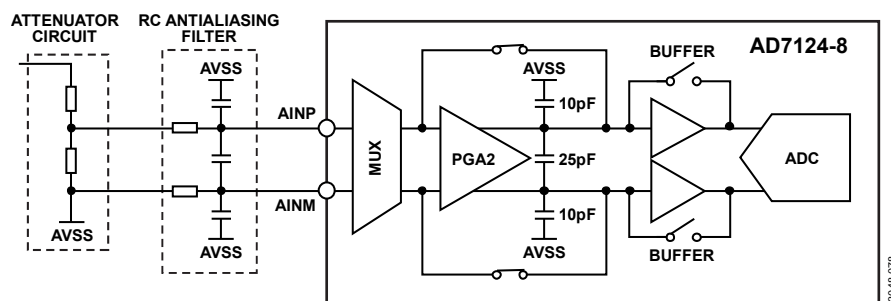 ATTENUATOR
CIRCUIT
RC ANTIALIASING
FILTER
AD7124-8
AVSS
AVSS
BUFFER
10pF
AINP
MUX
PGA2
25pF
ADC
AINM
10pF
AVSS
AVSS
AVSS
BUFFER